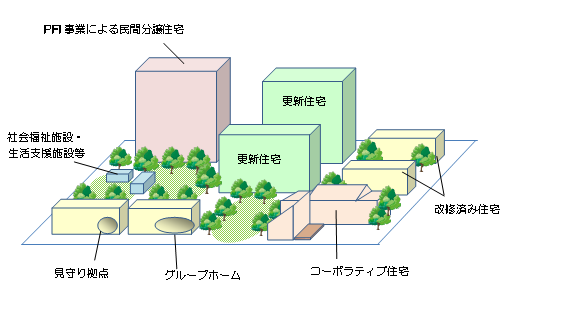 PFI 事業による民間分譲住宅
更新住宅
更新住宅
社会福祉施設・
生活支援施設等
改修済み住宅
見守り拠点
グループホーム
コーポラティブ住宅